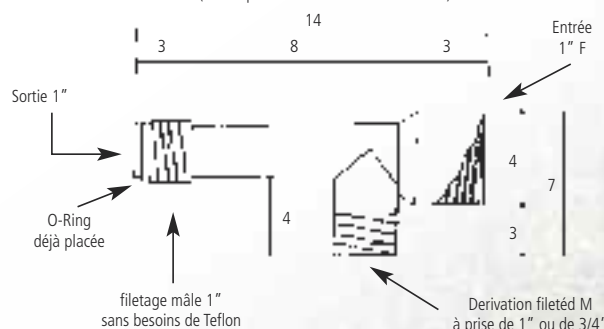 14
3 8 3
Entrée
1” F
Sortie 1”
4
7
O-Ring
déjà placée
4
3
filetage mâle 1”
sans besoins de Teflon
Derivation filetéd M
à prise de 1” ou de 3/4”